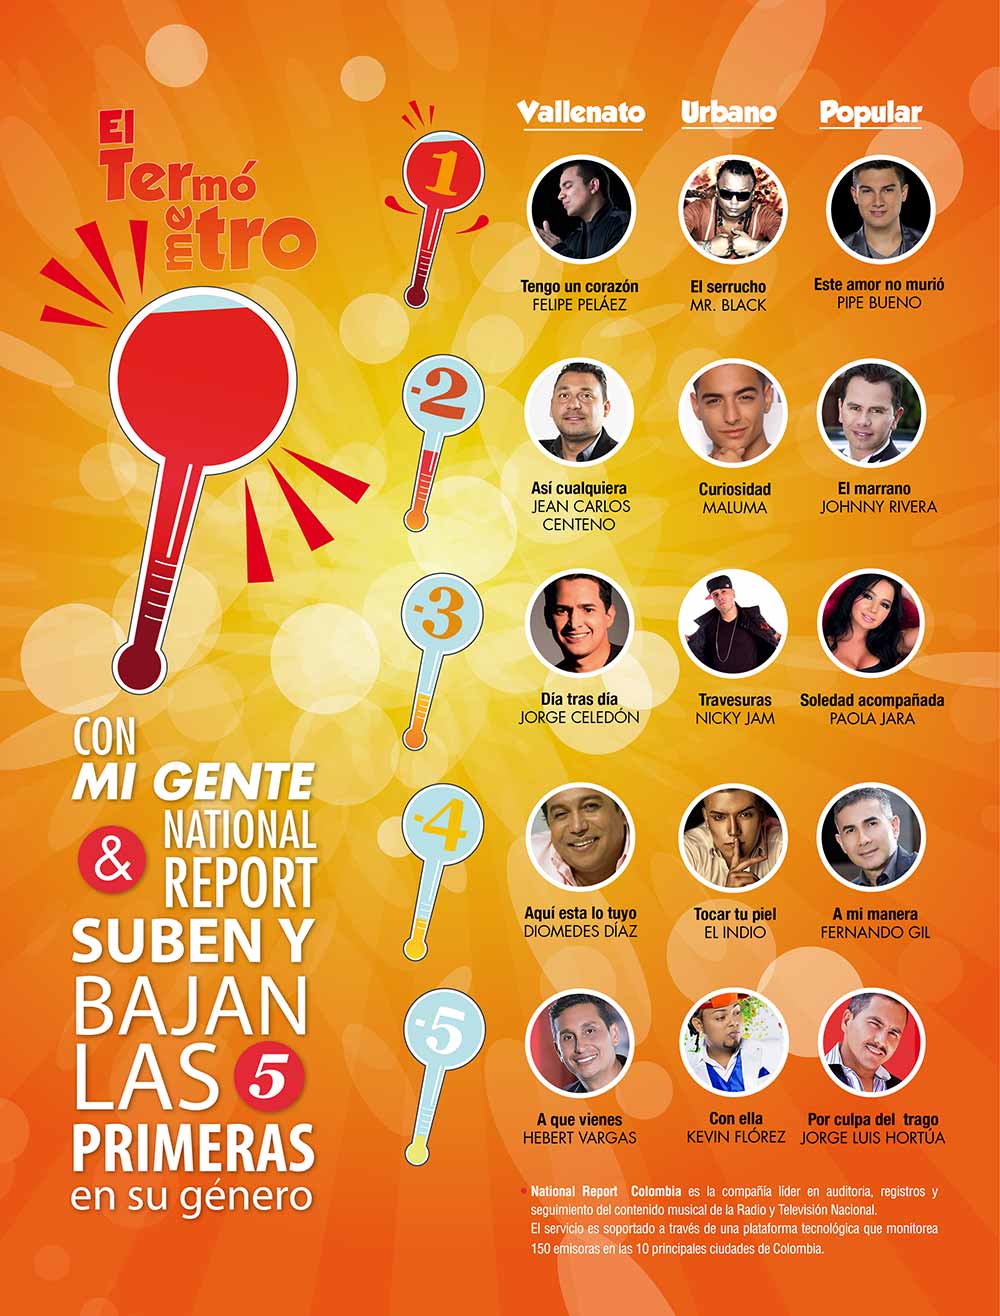 El
Termó
metro
Vallenato Urbano Popular
1
Tengo un corazón
FELIPE PELÁEZ
El serrucho
MR. BLACK
Este amor no murió
PIPE BUENO
-2
Así cualquiera
JEAN CARLOS
CENTENO
Curiosidad
MALUMA
El marrano
JOHNNY RIVERA
-3
Día tras día
JORGE CELEDÓN
Travesuras
NICKY JAM
Soledad acompañada
PAOLA JARA
-4
Aquí esta lo tuyo
DIOMEDES DÍAZ
Tocar tu piel
EL INDIO
A mi manera
FERNANDO GIL
-5
A que vienes
HEBERT VARGAS
Con ella
KEVIN FLÓREZ
Por culpa del trago
JORGE LUIS HORTÚA
CON
MI GENTE
& NATIONAL
REPORT
SUBEN Y
BAJAN
LAS 5
PRIMERAS
en su género
• National Report Colombia es la compañía líder en auditoria, registros y
seguimiento del contenido musical de la Radio y Televisión Nacional.
El servicio es soportado a través de una plataforma tecnológica que monitorea
150 emisoras en las 10 principales ciudades de Colombia.